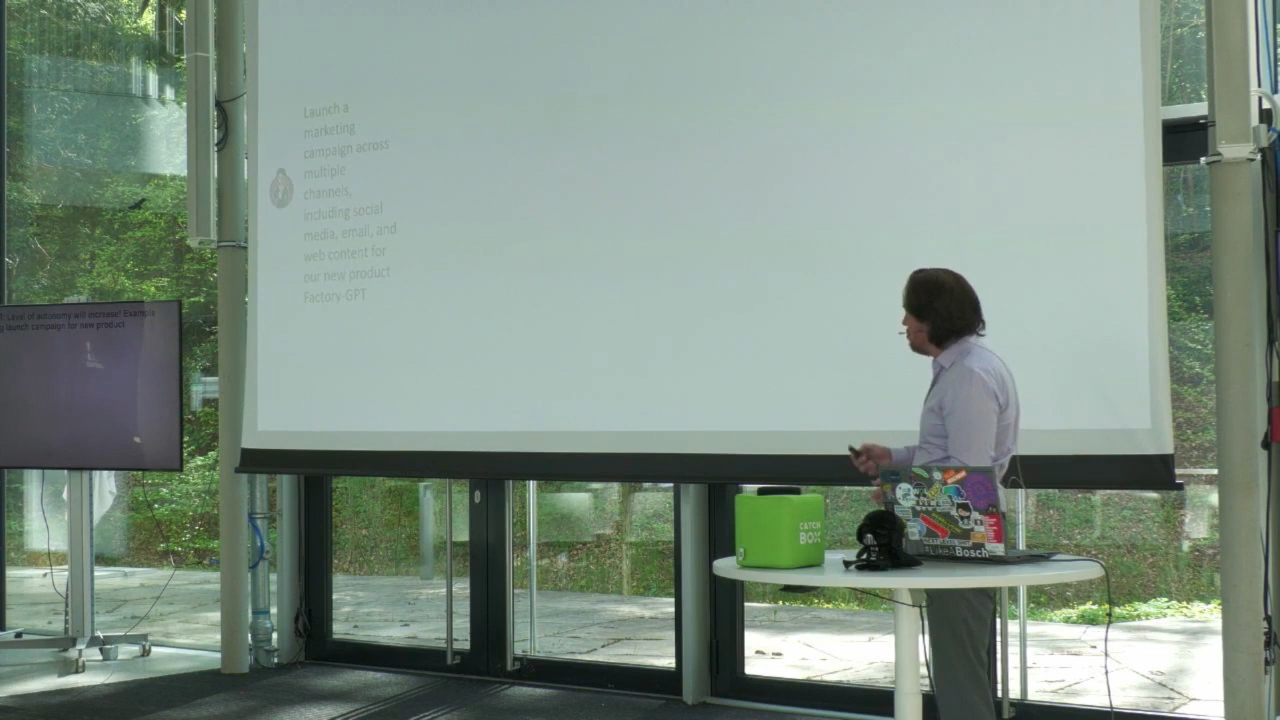 Launch a
marketing
campaign across
multiple
channels,
including social
media, email, and
web content for
our new product
Factory-GPT
: Level of autonomy will increase! Example
launch campaign for new product
CATCH
BOX
#LikeABosch